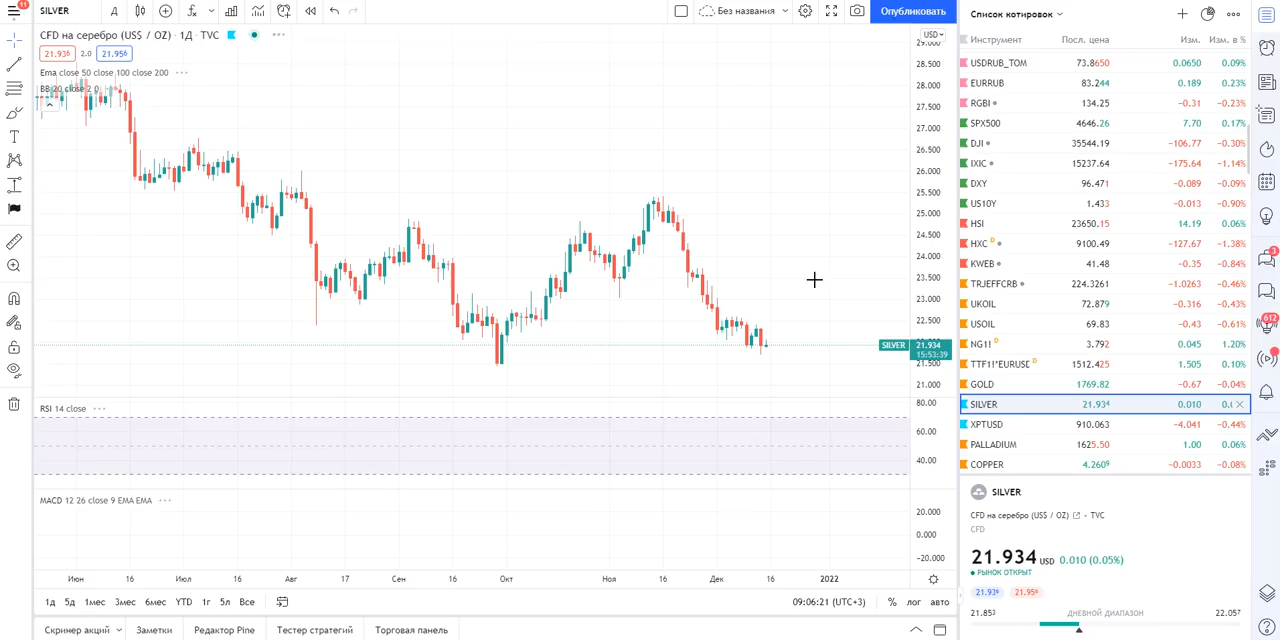 11 SILVER Д Без названия Опубликовать
CFD на серебро (US$ / OZ) · 1Д · TVC
21.936 2.0 21.956
Ema close 50 close 100 close 200
BB 20 close 2 0
USD
29.000
28.500
28.000
27.500
27.000
26.500
26.000
25.500
25.000
24.500
24.000
23.500
23.000
22.500
SILVER 21.934
15:53:39
21.500
21.000
RSI 14 close
80.00
60.00
40.00
MACD 12 26 close 9 EMA EMA
20.000
0.000
-20.000
Июн 16 Июл 16 Авг 17 Сен 16 Окт Ноя 16 Дек 16 2022
1д 5д 1мес 3мес 6мес YTD 1г 5л Все 09:06:21 (UTC+3) % лог авто
Скринер акций Заметки Редактор Pine Тестер стратегий Торговая панель
Список котировок
Инструмент Посл. цена Изм. Изм. в %
USDRUB_TOM 73.8650 0.0650 0.09%
EURRUB 83.244 0.189 0.23%
RGBI 134.25 −0.31 −0.23%
SPX500 4646.26 7.70 0.17%
DJI 35544.19 −106.77 −0.30%
IXIC 15237.64 −175.64 −1.14%
DXY 96.471 −0.089 −0.09%
US10Y 1.433 −0.013 −0.90%
HSI 23650.15 14.19 0.06%
HXC D 9100.49 −127.67 −1.38%
KWEB 41.48 −0.35 −0.84%
TRJEFFCRB 224.3261 −1.0263 −0.46%
UKOIL 72.879 −0.316 −0.43%
USOIL 69.83 −0.43 −0.61%
NG1! D 3.792 0.045 1.20%
TTF1!*EURUSD D 1512.425 1.505 0.10%
GOLD 1769.82 −0.67 −0.04%
SILVER 21.934 0.010
XPTUSD 910.063 −4.041 −0.44%
PALLADIUM 1625.50 1.00 0.06%
COPPER 4.2609 −0.0033 −0.08%
SILVER
CFD на серебро (US$ / OZ) • TVC
CFD
21.934 USD 0.010 (0.05%)
РЫНОК ОТКРЫТ
21.936 21.956
21.853 ДНЕВНОЙ ДИАПАЗОН 22.057
3
612